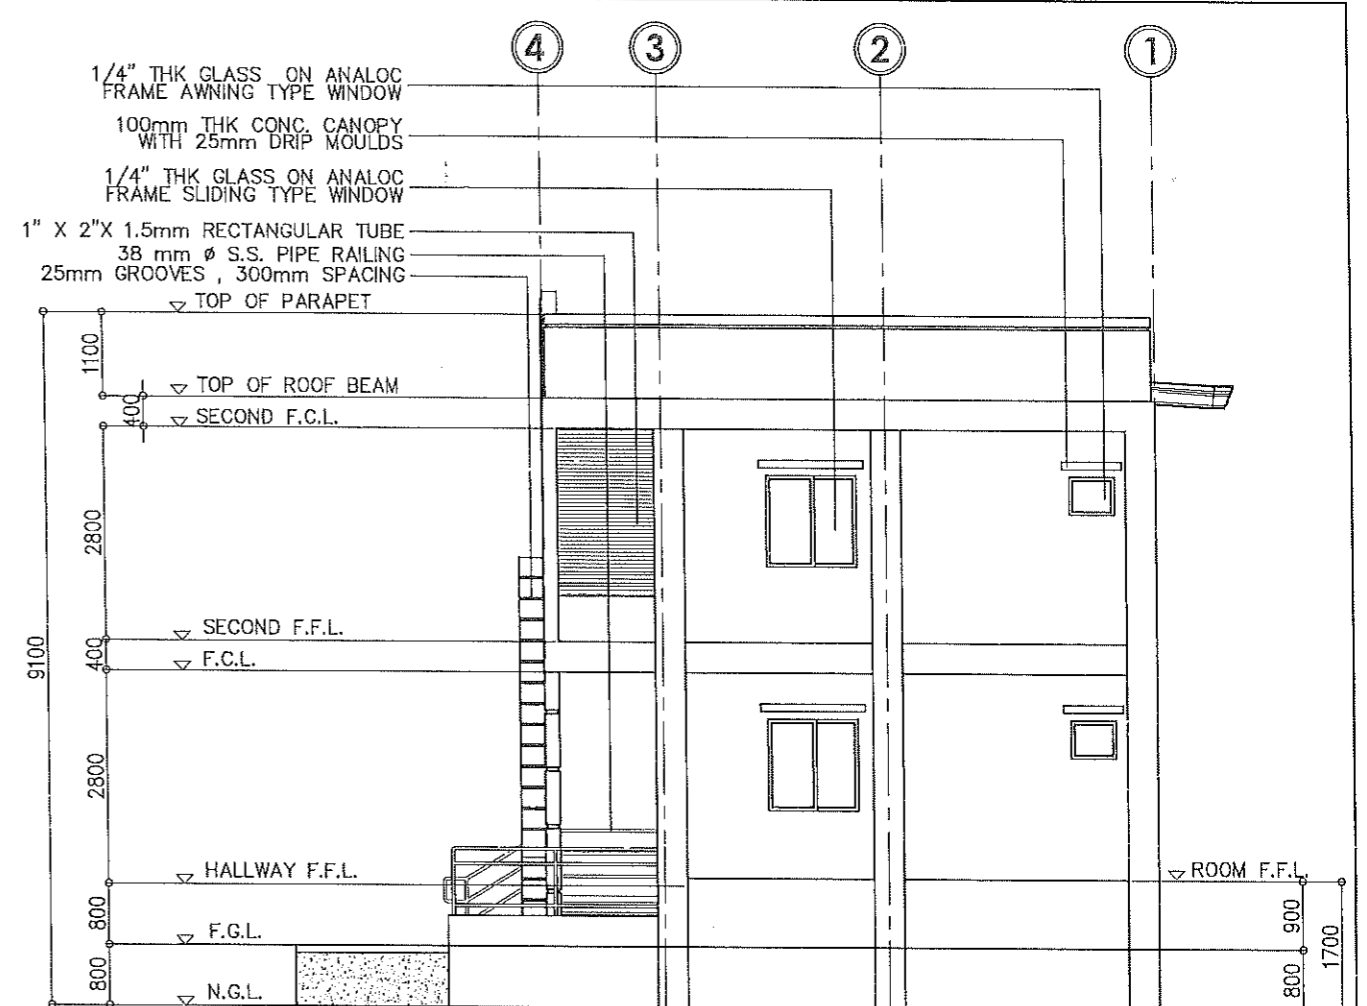 4 3 2 1
1/4" THK GLASS ON ANALOC
FRAME AWNING TYPE WINDOW
100mm THK CONC. CANOPY
WITH 25mm DRIP MOULDS
1/4" THK GLASS ON ANALOC
FRAME SLIDING TYPE WINDOW
1" X 2"X 1.5mm RECTANGULAR TUBE
38 mm ø S.S. PIPE RAILING
25mm GROOVES , 300mm SPACING
TOP OF PARAPET
1100
TOP OF ROOF BEAM
400
SECOND F.C.L.
2800
9100
SECOND F.F.L.
400
F.C.L.
2800
HALLWAY F.F.L.
ROOM F.F.L.
800
900
F.G.L.
1700
800
800
N.G.L.